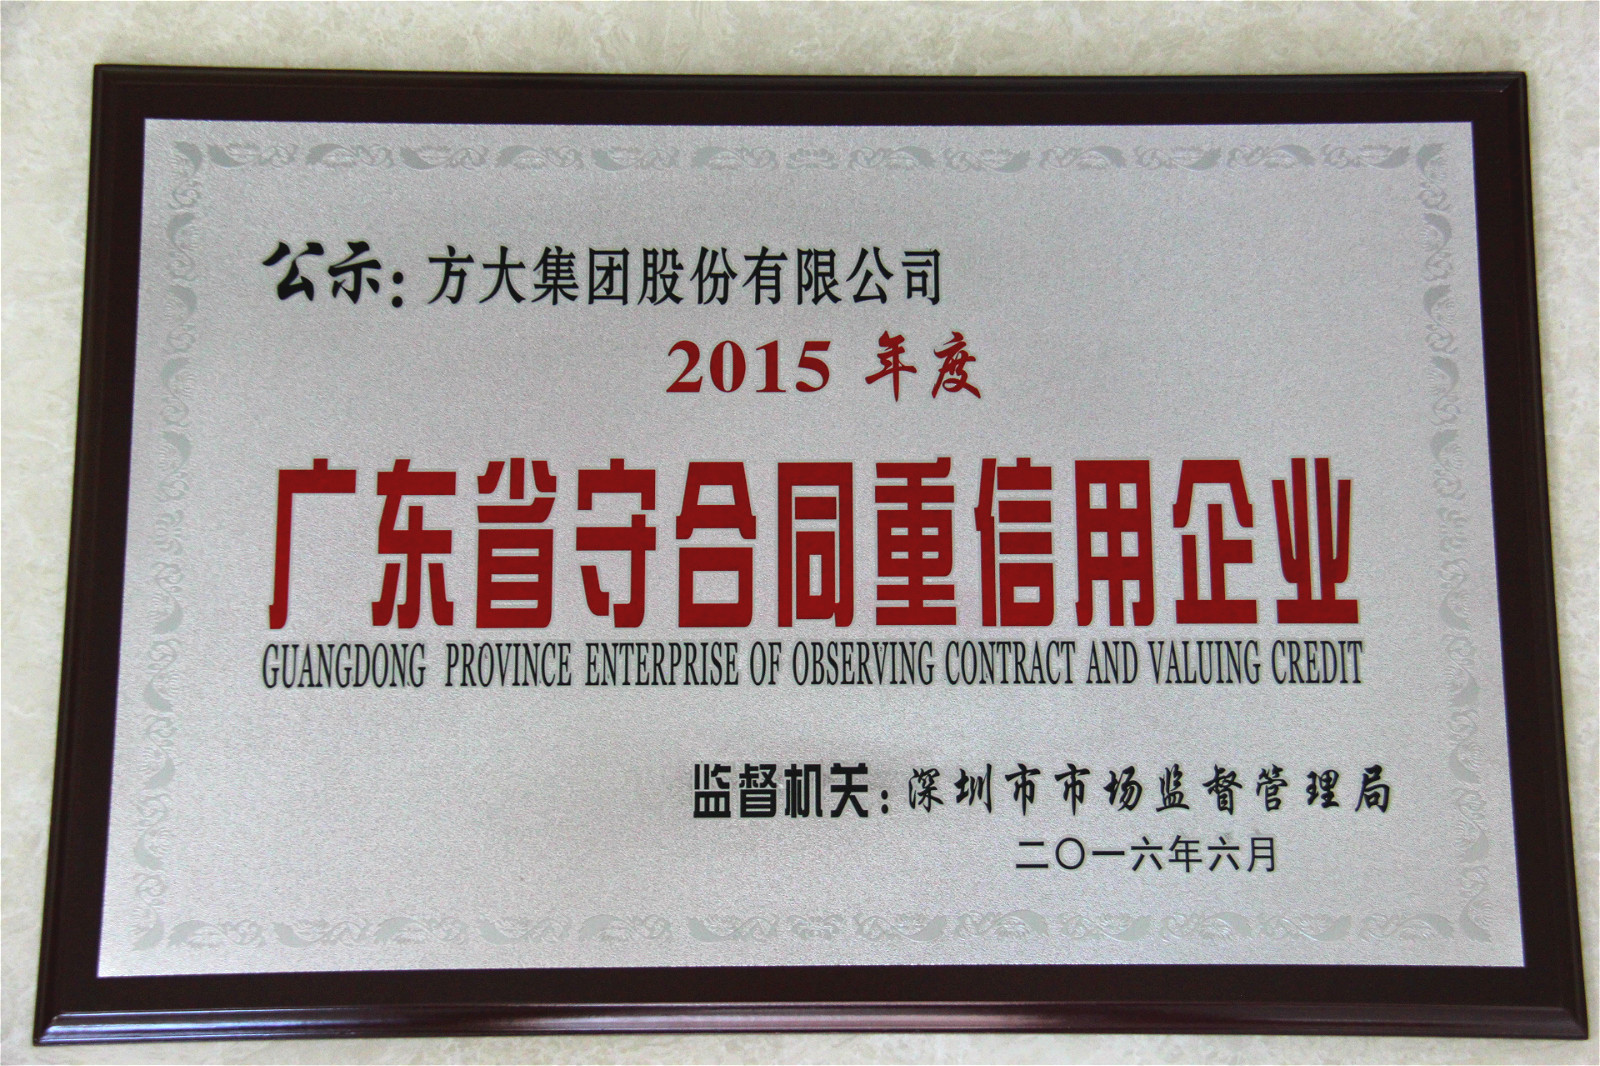 公示：方大集团股份有限公司
2015 年度
广东省守合同重信用企业
GUANGDONG PROVINCE ENTERPRISE OF OBSERVING CONTRACT AND VALUING CREDIT
监督机关：深圳市市场监督管理局
二〇一六年六月